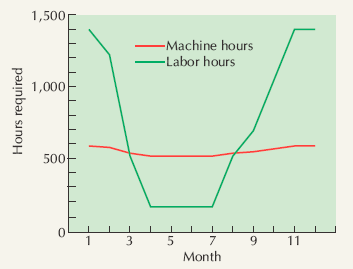 1,500
Machine hours
Labor hours
1,000
Hours required
500
0
1 3 5 7 9 11
Month